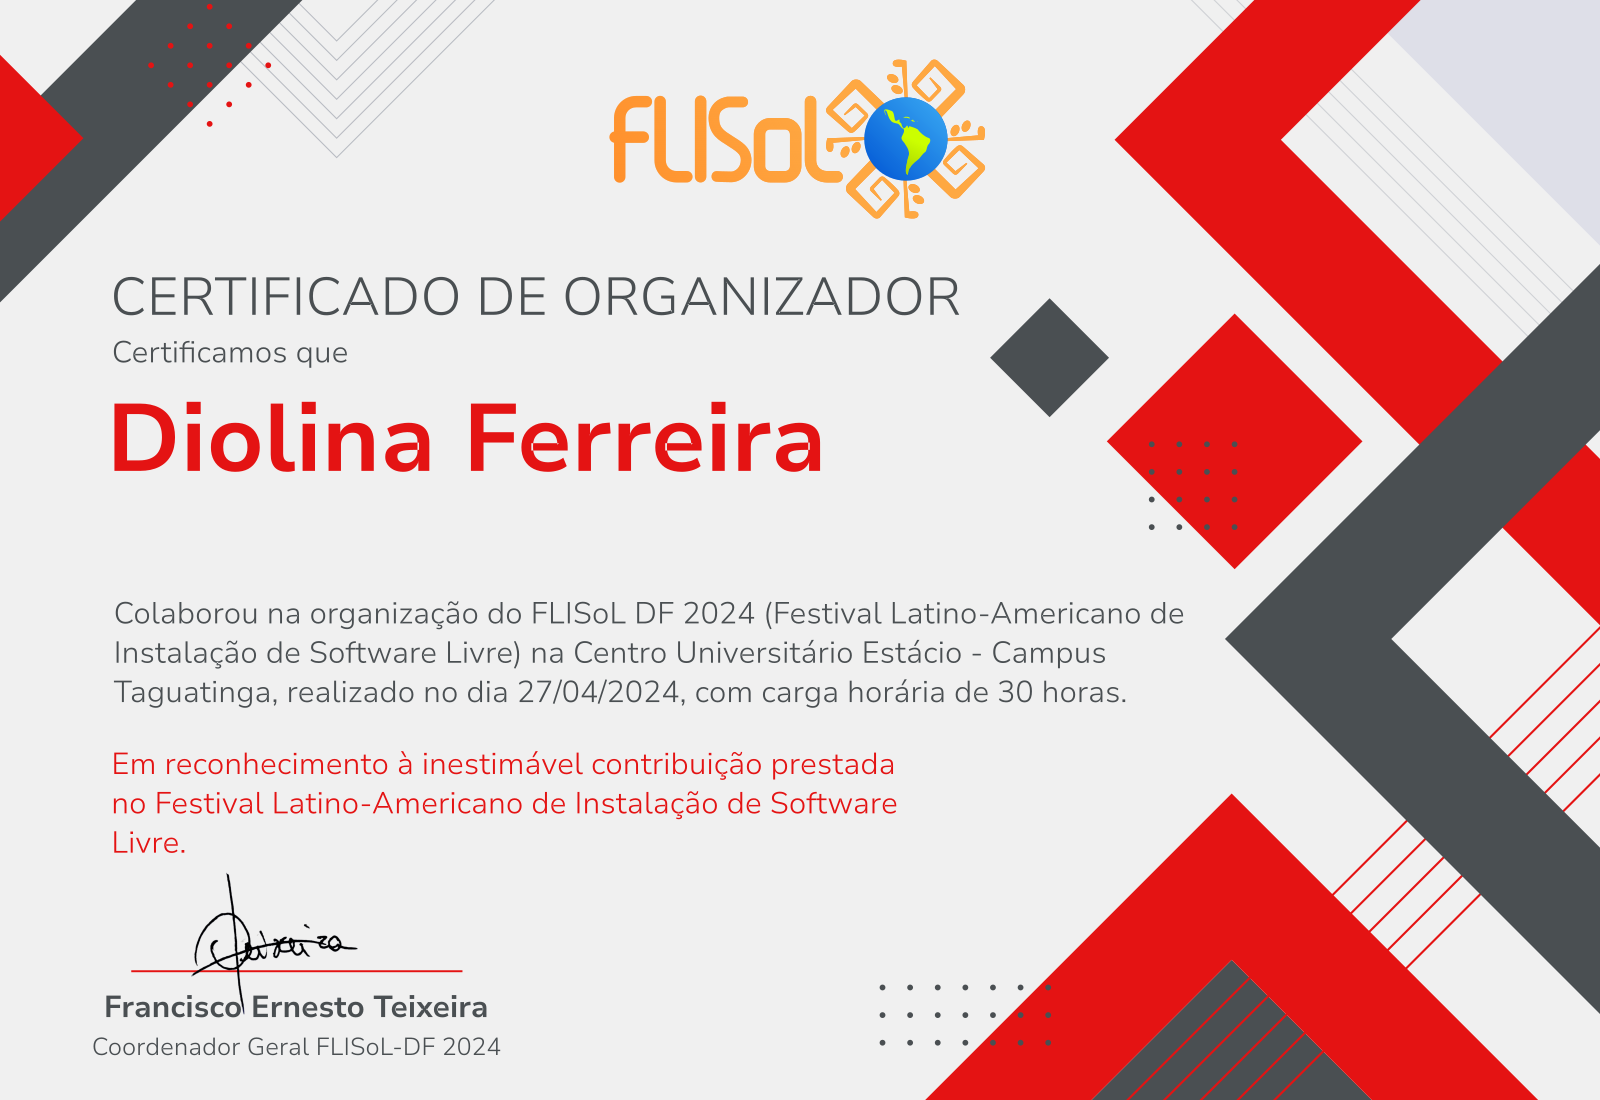 FLISoL
CERTIFICADO DE ORGANIZADOR
Certificamos que
Diolina Ferreira
Colaborou na organização do FLISoL DF 2024 (Festival Latino-Americano de
Instalação de Software Livre) na Centro Universitário Estácio - Campus
Taguatinga, realizado no dia 27/04/2024, com carga horária de 30 horas.
Em reconhecimento à inestimável contribuição prestada
no Festival Latino-Americano de Instalação de Software
Livre.
Teixeira
Francisco Ernesto Teixeira
Coordenador Geral FLISoL-DF 2024